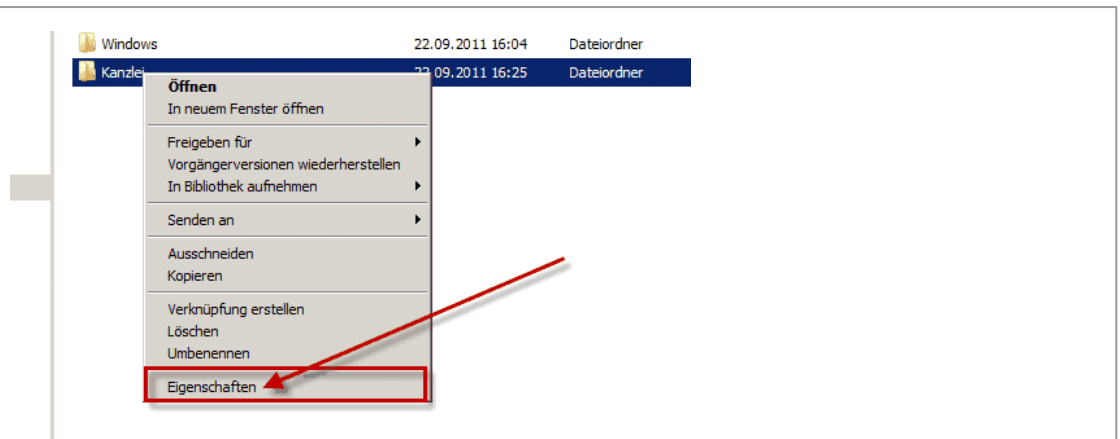 Windows 22.09.2011 16:04 Dateiordner
Kanzlei 22.09.2011 16:25 Dateiordner
Öffnen
In neuem Fenster öffnen
Freigeben für
Vorgängerversionen wiederherstellen
In Bibliothek aufnehmen
Senden an
Ausschneiden
Kopieren
Verknüpfung erstellen
Löschen
Umbenennen
Eigenschaften